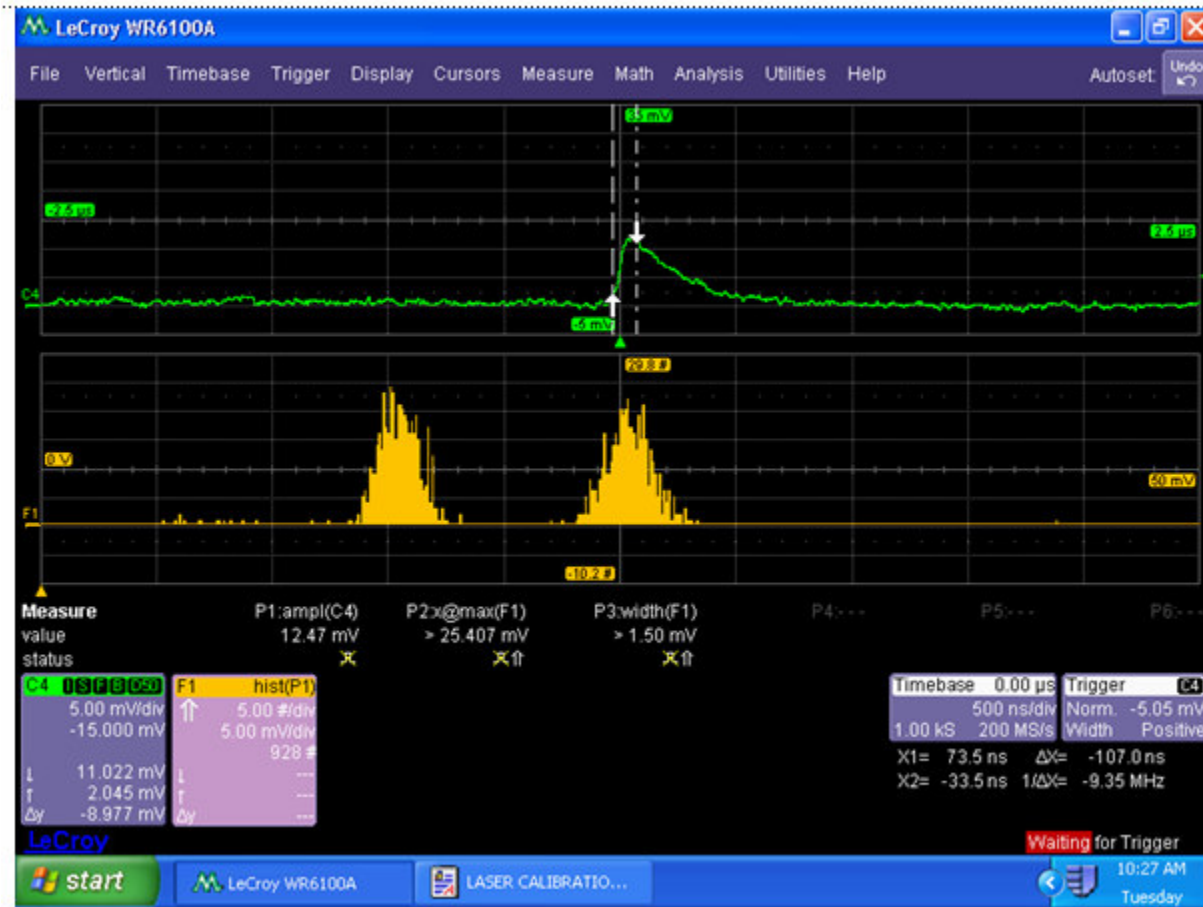 LeCroy WR6100A
File Vertical Timebase Trigger Display Cursors Measure Math Analysis Utilities Help Autoset: Undo
35 mV
-2.5 µs
2.5 µs
C4
-5 mV
29.8 #
0 V
50 mV
F1
-10.2 #
Measure P1:ampl(C4) P2:x@max(F1) P3:width(F1) P4:- - - P5:- - - P6:- - -
value 12.47 mV > 25.407 mV > 1.50 mV
status
C4 F1 hist(P1) Timebase 0.00 µs Trigger C4
5.00 mV/div 5.00 #/div 500 ns/div Norm. -5.05 mV
-15.000 mV 5.00 mV/div 1.00 kS 200 MS/s Width Positive
928 #
X1= 73.5 ns ΔX= -107.0 ns
11.022 mV ---
X2= -33.5 ns 1/ΔX= -9.35 MHz
2.045 mV ---
Δy -8.977 mV Δy ---
LeCroy Waiting for Trigger
start LeCroy WR6100A LASER CALIBRATIO... 10:27 AM
Tuesday